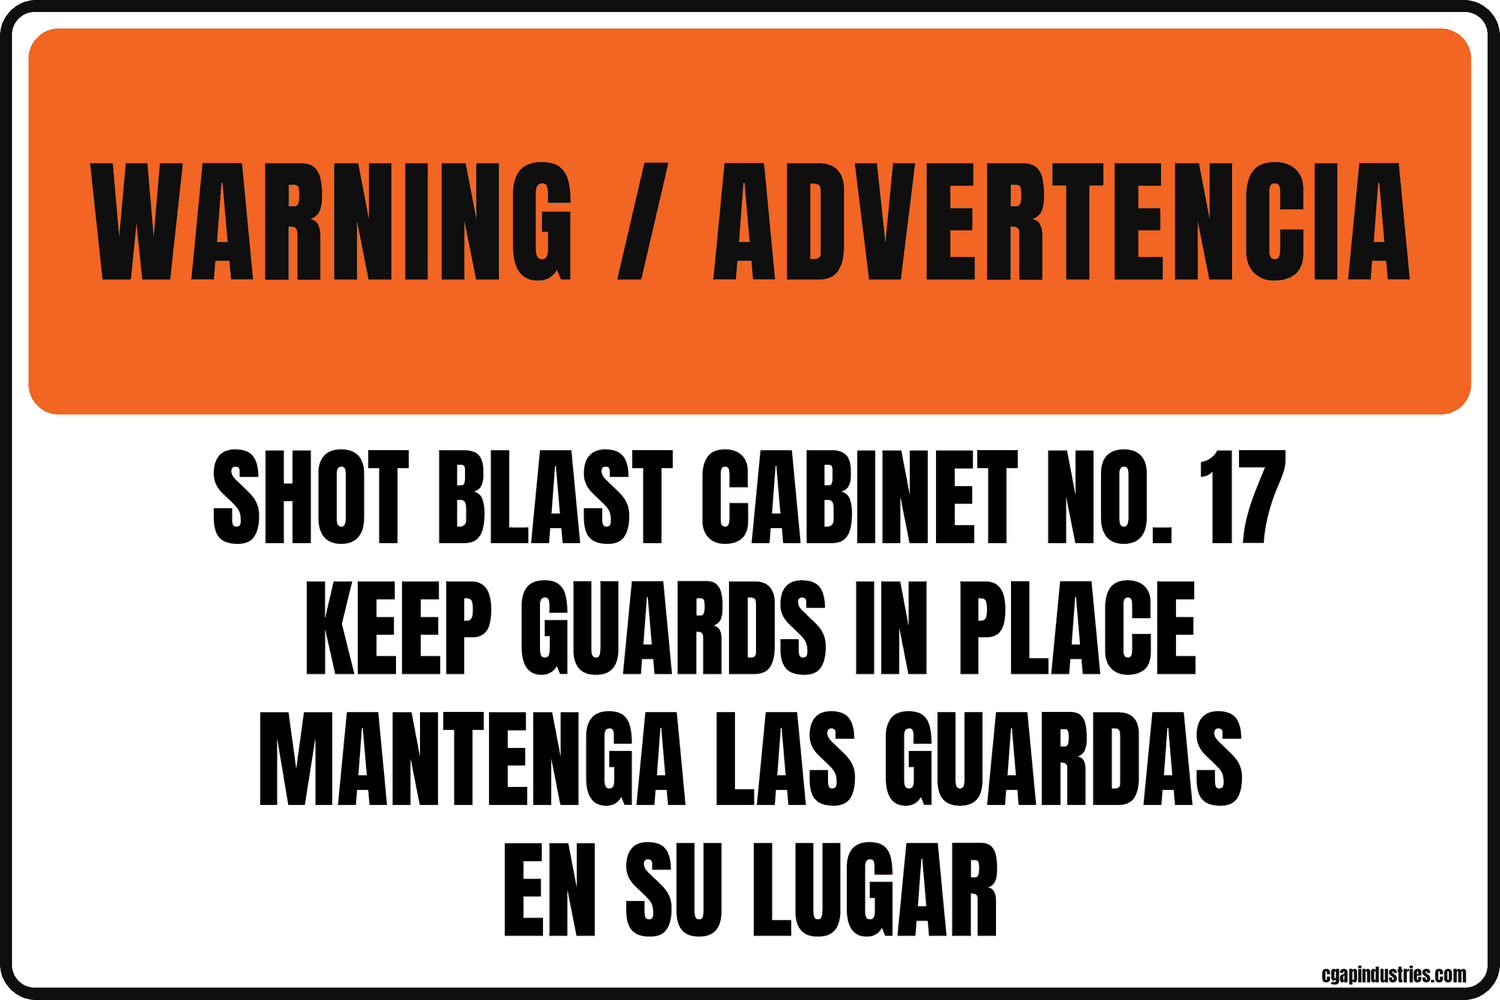 WARNING / ADVERTENCIA
SHOT BLAST CABINET NO. 17
KEEP GUARDS IN PLACE
MANTENGA LAS GUARDAS
EN SU LUGAR
cgapindustries.com